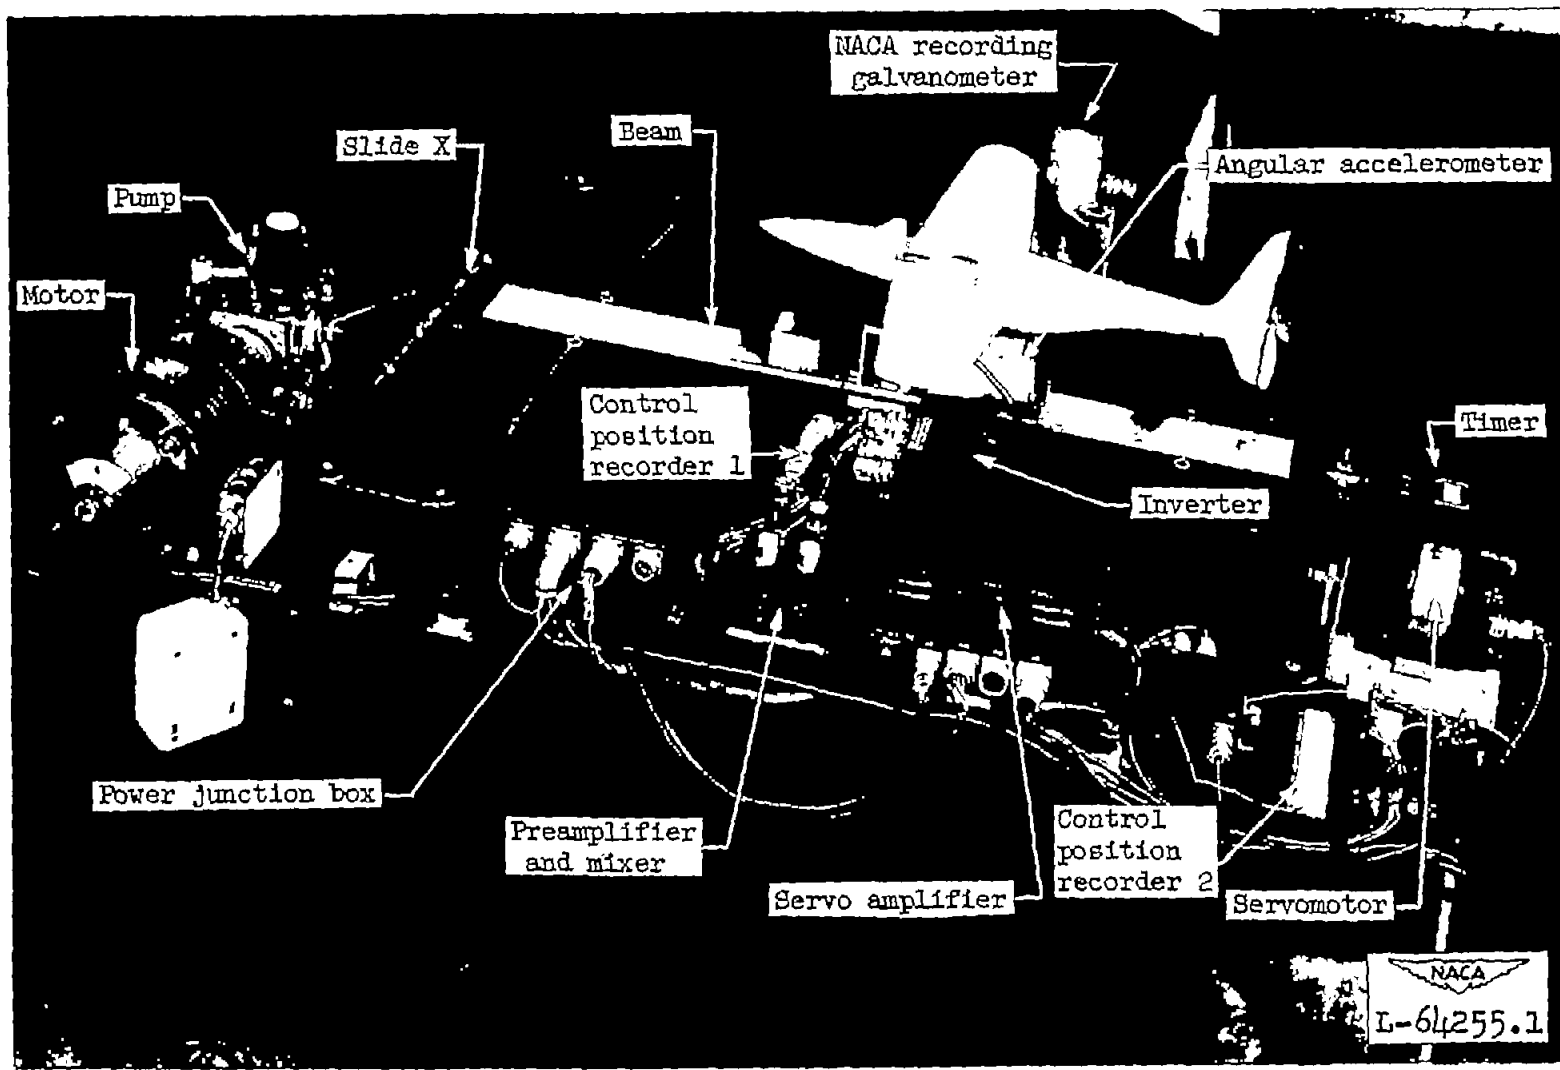 NACA recording
galvanometer
Beam
Slide X
Angular accelerometer
Pump
Motor
Control
position
recorder 1
Timer
Inverter
Power junction box
Preamplifier
and mixer
Control
position
recorder 2
Servo amplifier
Servomotor
NACA
L-64255.1